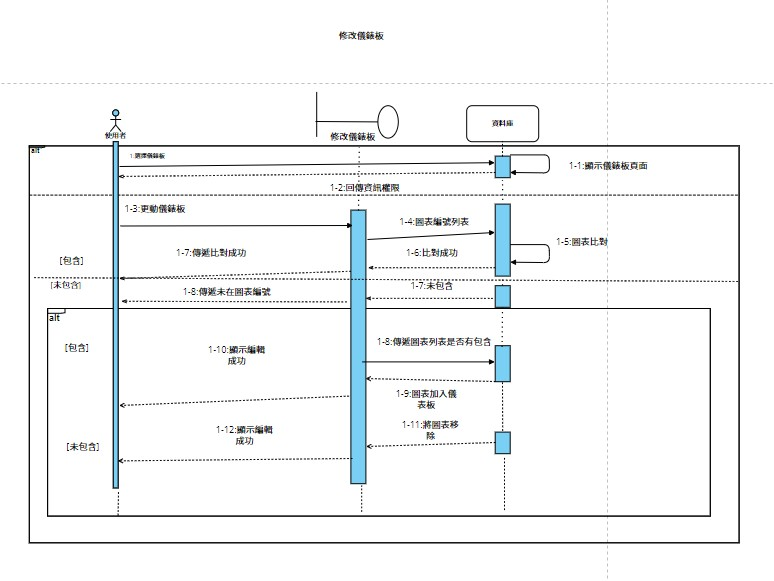 修改儀錶板
使用者
修改儀錶板
資料庫
alt
1.選擇儀錶板
1-1:顯示儀錶板頁面
1-2:回傳資訊權限
1-3:更動儀錶板
1-4:圖表編號列表
1-5:圖表比對
1-7:傳遞比對成功
1-6:比對成功
[包含]
[未包含]
1-8:傳遞未在圖表編號
1-7:未包含
alt
[包含]
1-8:傳遞圖表列表是否有包含
1-10:顯示編輯
成功
1-9:圖表加入儀
表板
1-12:顯示編輯
成功
1-11:將圖表移
除
[未包含]